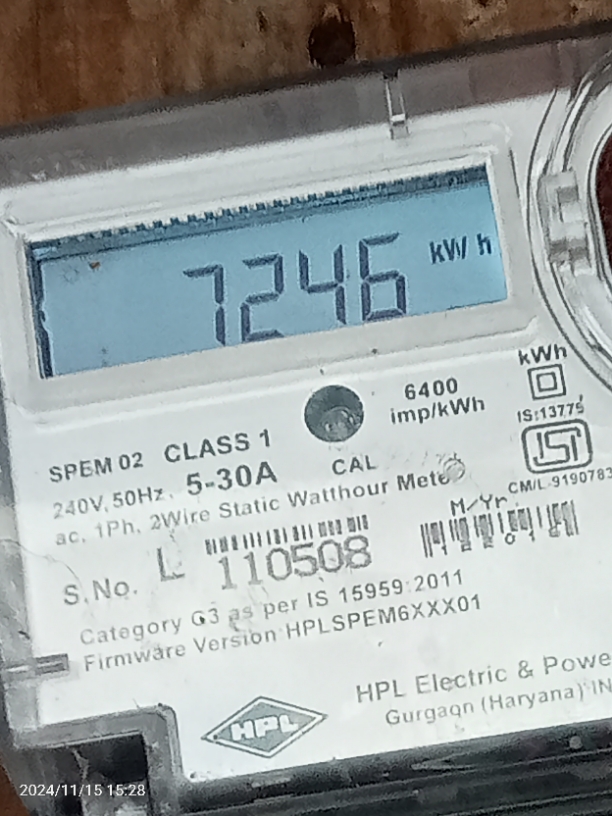 7246 kW h
kWh
6400
imp/kWh
IS:13779
SPEM 02 CLASS 1
CAL
240V, 50Hz, 5-30A
CM/L-9190783
ac, 1Ph, 2Wire Static Watthour Meter
M/Yr.
S.No. L 110508
Category G3 as per IS 15959:2011
Firmware Version HPLSPEM6XXX01
HPL
HPL Electric & Powe
Gurgaon (Haryana) IN
2024/11/15 15:28